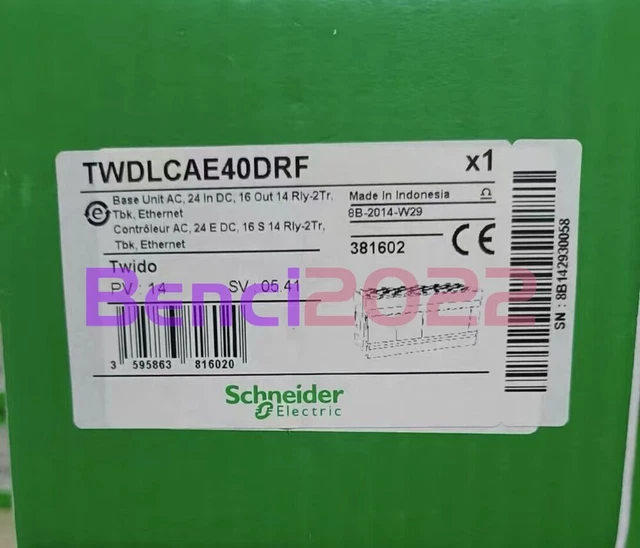 TWDLCAE40DRF x1
Base Unit AC, 24 In DC, 16 Out 14 Rly-2Tr,
Tbk, Ethernet
Contrôleur AC, 24 E DC, 16 S 14 Rly-2Tr,
Tbk, Ethernet
Made In Indonesia
8B-2014-W29
381602
CE
Twido
PV : 14 SV : 05.41
Benci2022
3 595863 816020
Schneider
Electric
SN : 8B142930058